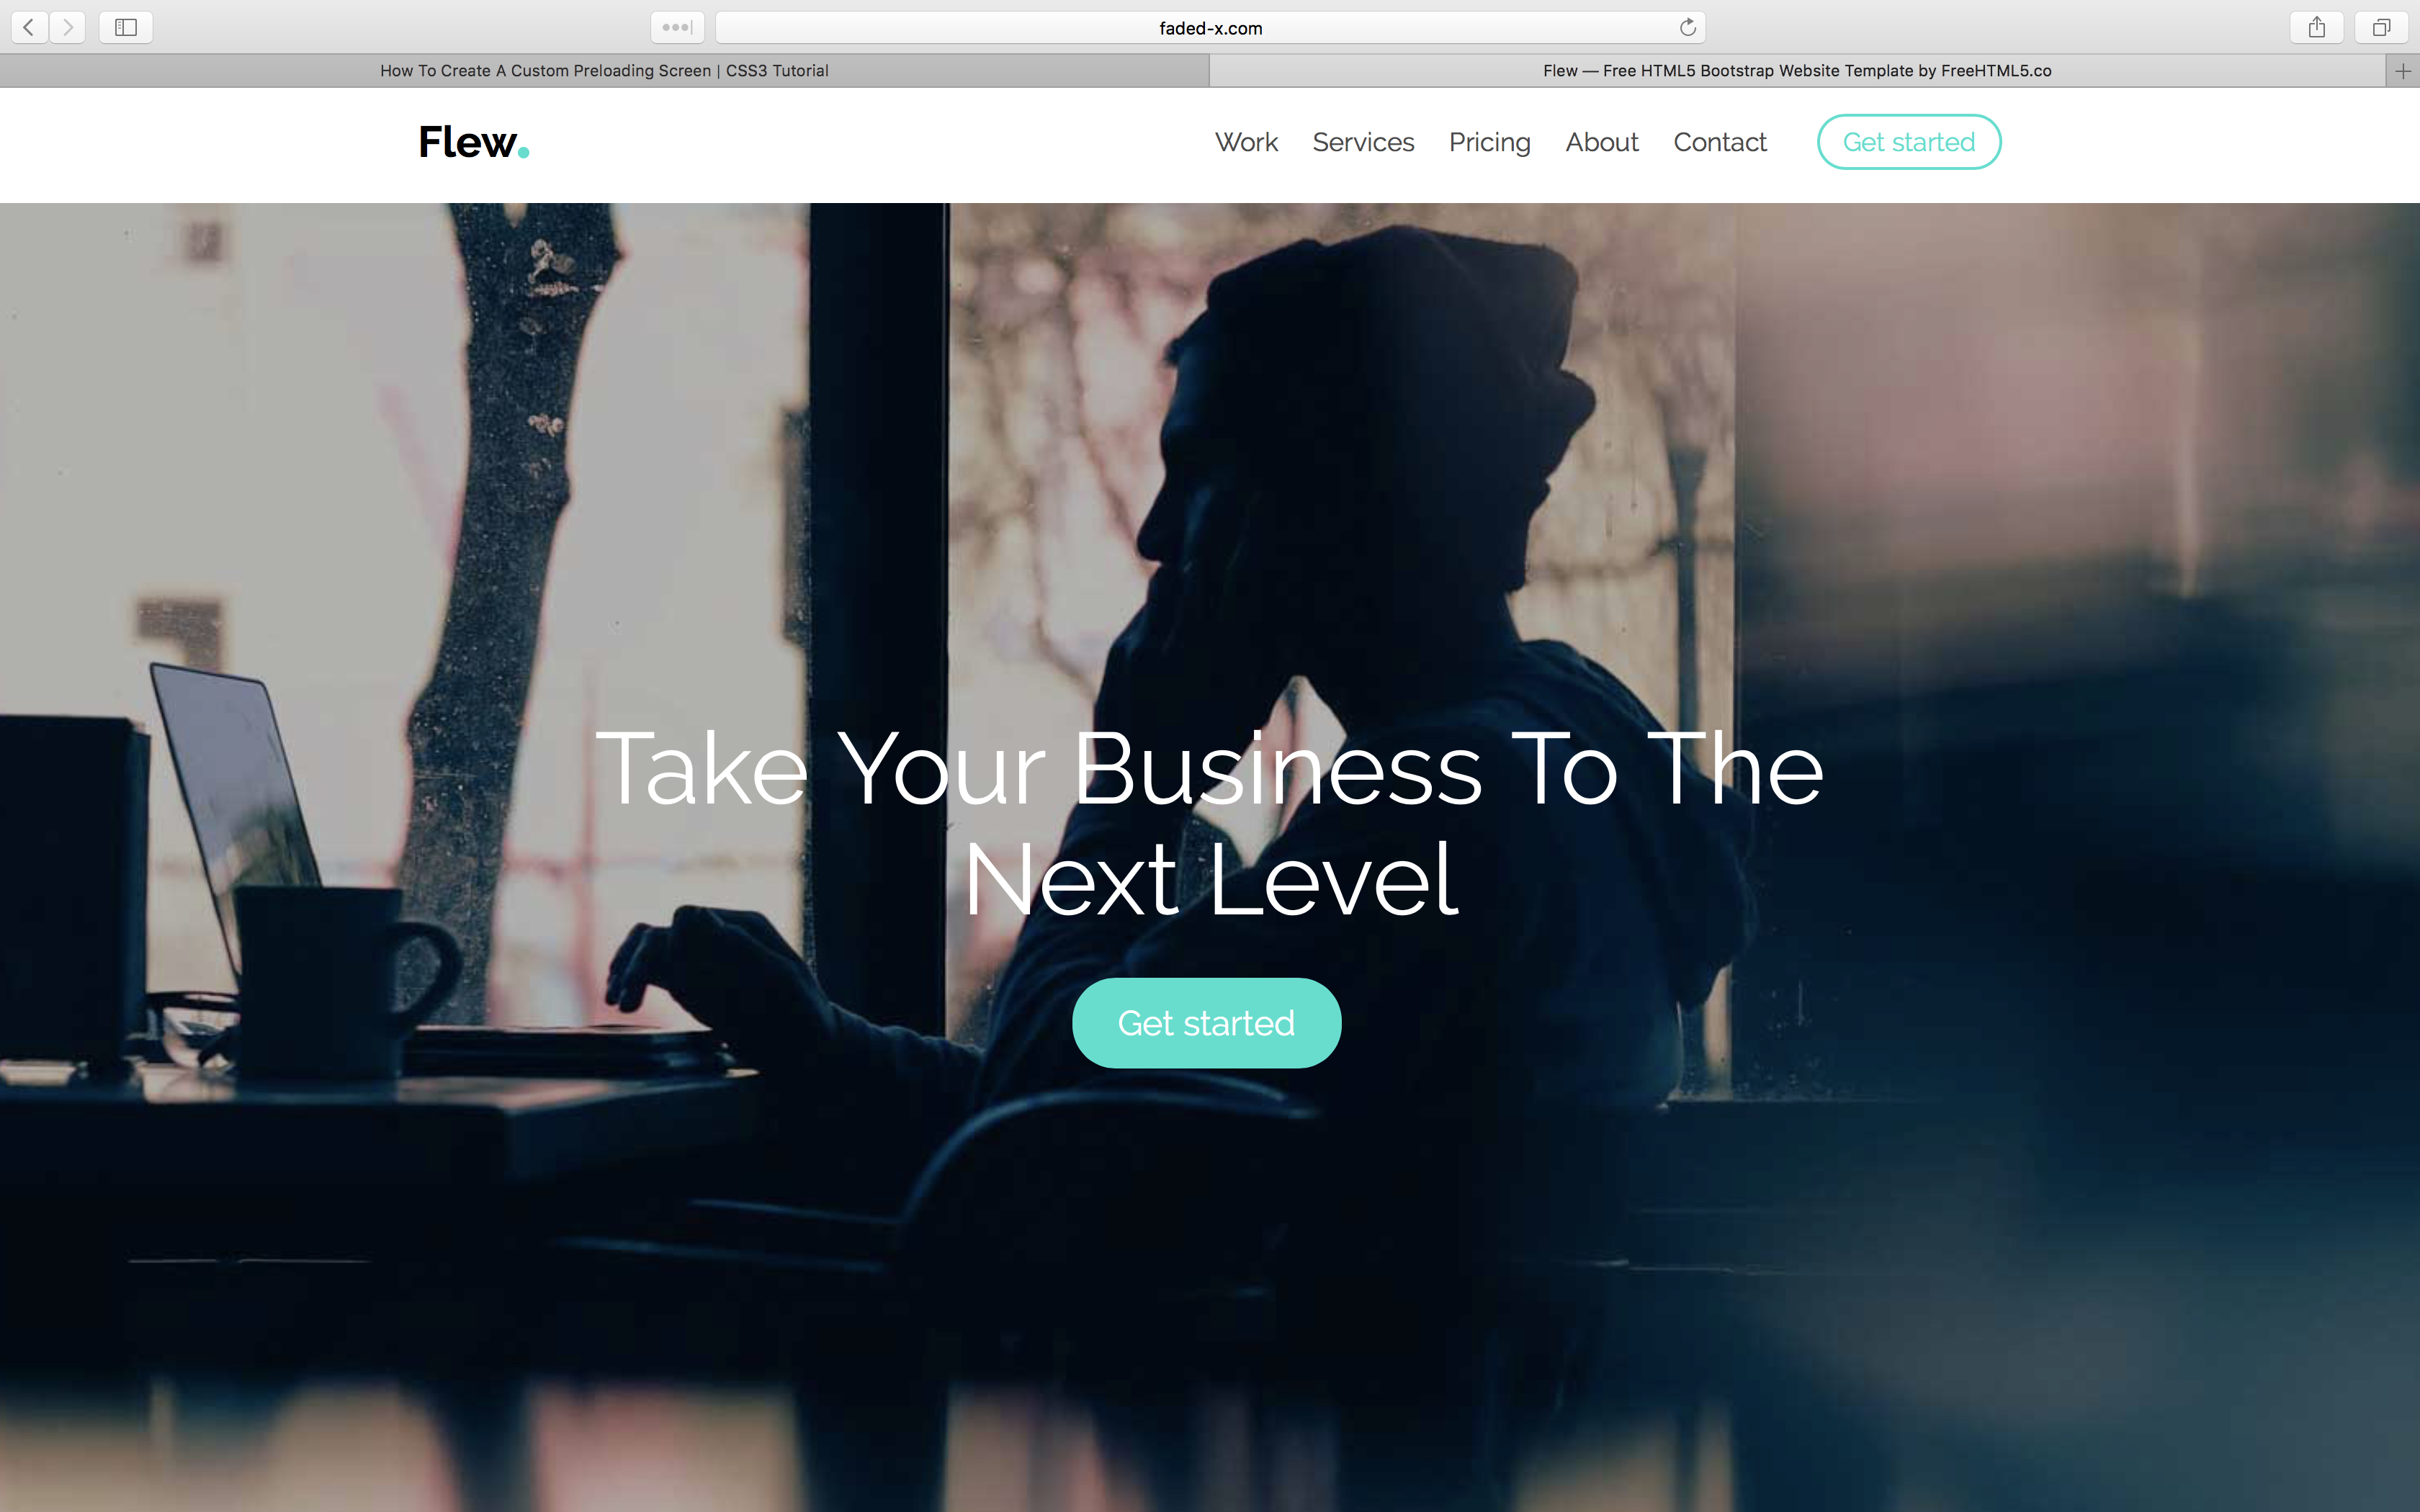 faded-x.com
How To Create A Custom Preloading Screen | CSS3 Tutorial
Flew — Free HTML5 Bootstrap Website Template by FreeHTML5.co
Flew.
Work Services Pricing About Contact Get started
Take Your Business To The
Next Level
Get started